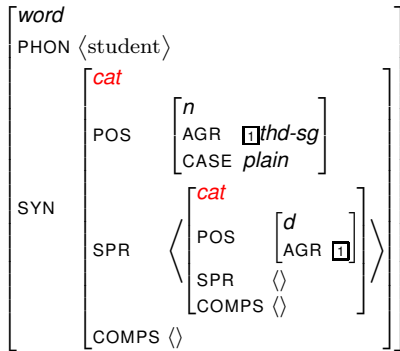 word
PHON ⟨student⟩
cat
n
POS AGR 1 thd-sg
CASE plain
SYN
cat
d
POS
AGR 1
SPR
SPR ⟨⟩
COMPS ⟨⟩
COMPS ⟨⟩